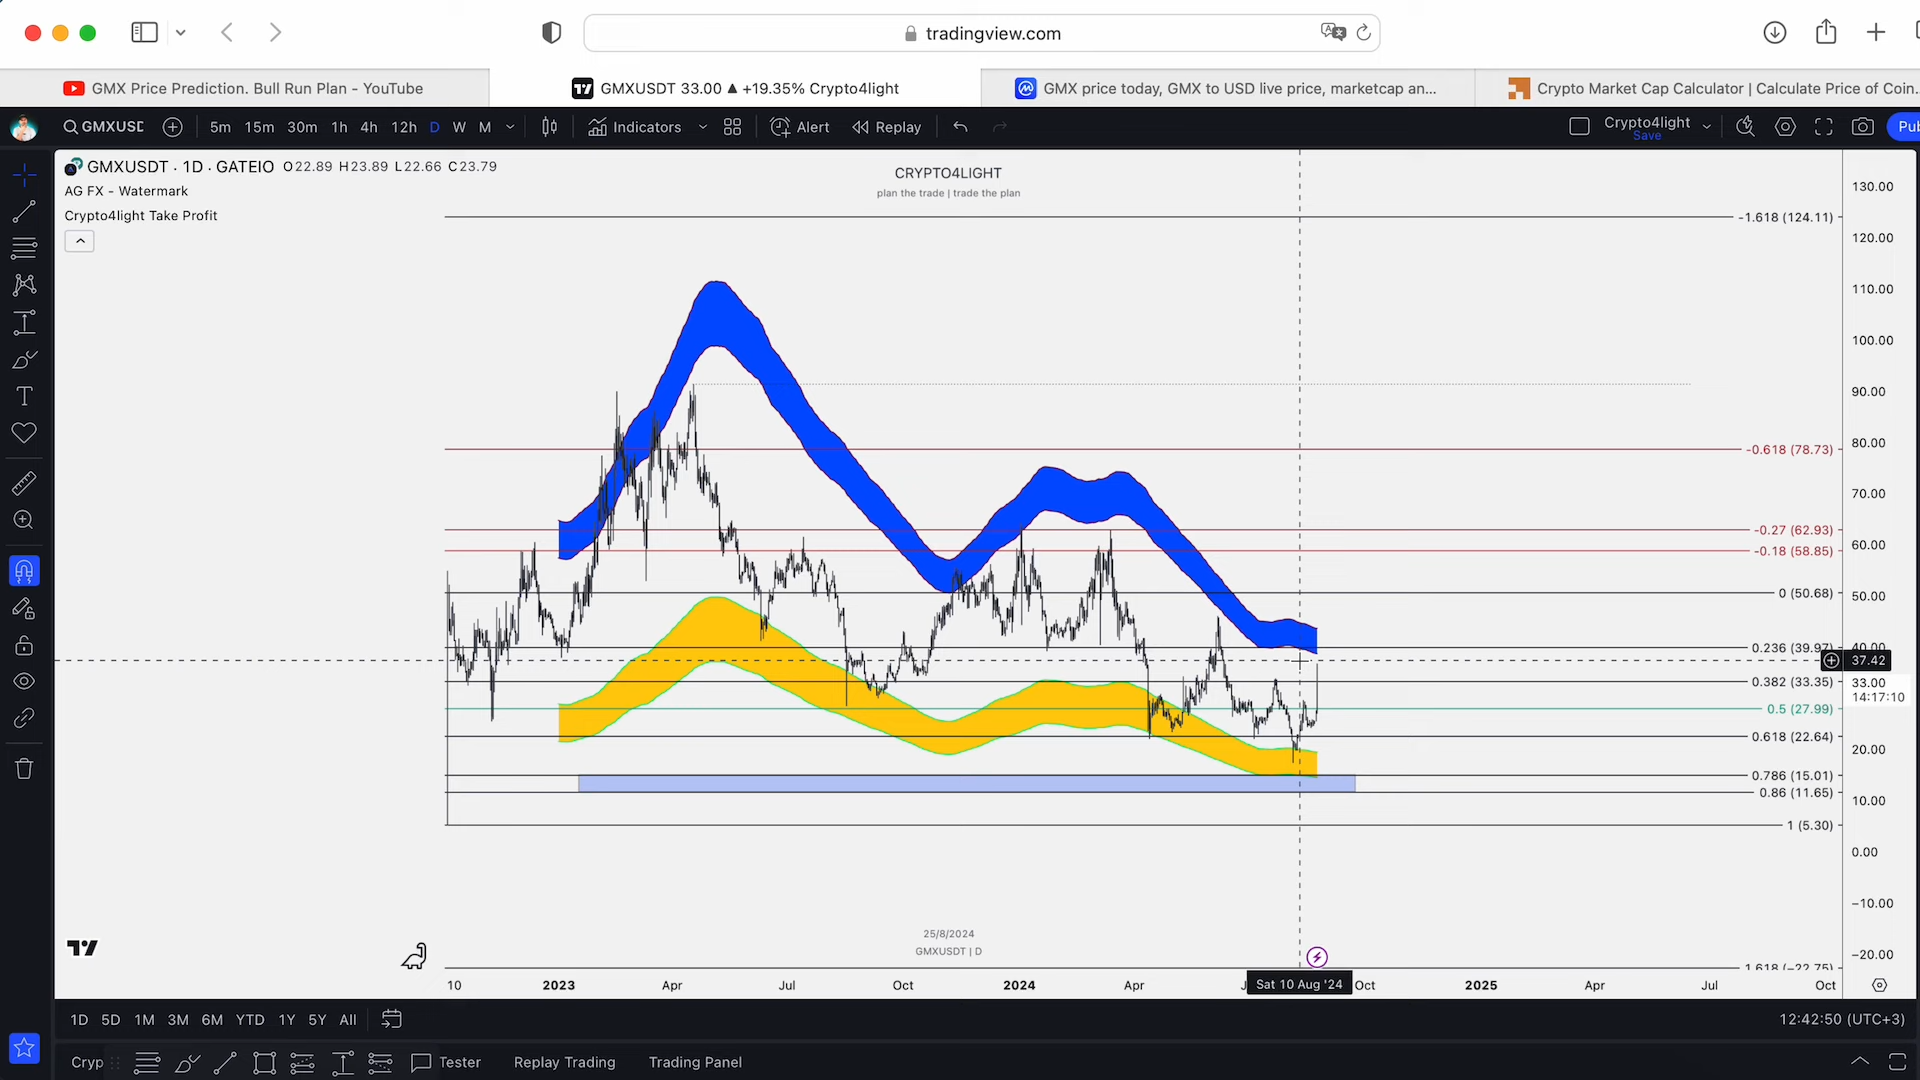 tradingview.com
GMX Price Prediction. Bull Run Plan - YouTube
GMXUSDT 33.00 ▲ +19.35% Crypto4light
GMX price today, GMX to USD live price, marketcap an...
Crypto Market Cap Calculator | Calculate Price of Coin...
GMXUSD 5m 15m 30m 1h 4h 12h D W M Indicators Alert Replay Crypto4light Save Pub
GMXUSDT · 1D · GATEIO O22.89 H23.89 L22.66 C23.79
AG FX - Watermark
Crypto4light Take Profit
CRYPTO4LIGHT
plan the trade | trade the plan
130.00
-1.618 (124.11)
120.00
110.00
100.00
90.00
80.00
-0.618 (78.73)
70.00
-0.27 (62.93)
60.00
-0.18 (58.85)
50.00
0 (50.68)
40.00
0.236 (39.97)
37.42
0.382 (33.35)
33.00
14:17:10
0.5 (27.99)
0.618 (22.64)
20.00
0.786 (15.01)
0.86 (11.65)
10.00
1 (5.30)
0.00
−10.00
−20.00
1.618 (−22.75)
25/8/2024
GMXUSDT | D
10 2023 Apr Jul Oct 2024 Apr J Sat 10 Aug '24 Oct 2025 Apr Jul Oct
1D 5D 1M 3M 6M YTD 1Y 5Y All 12:42:50 (UTC+3)
Cryp Tester Replay Trading Trading Panel